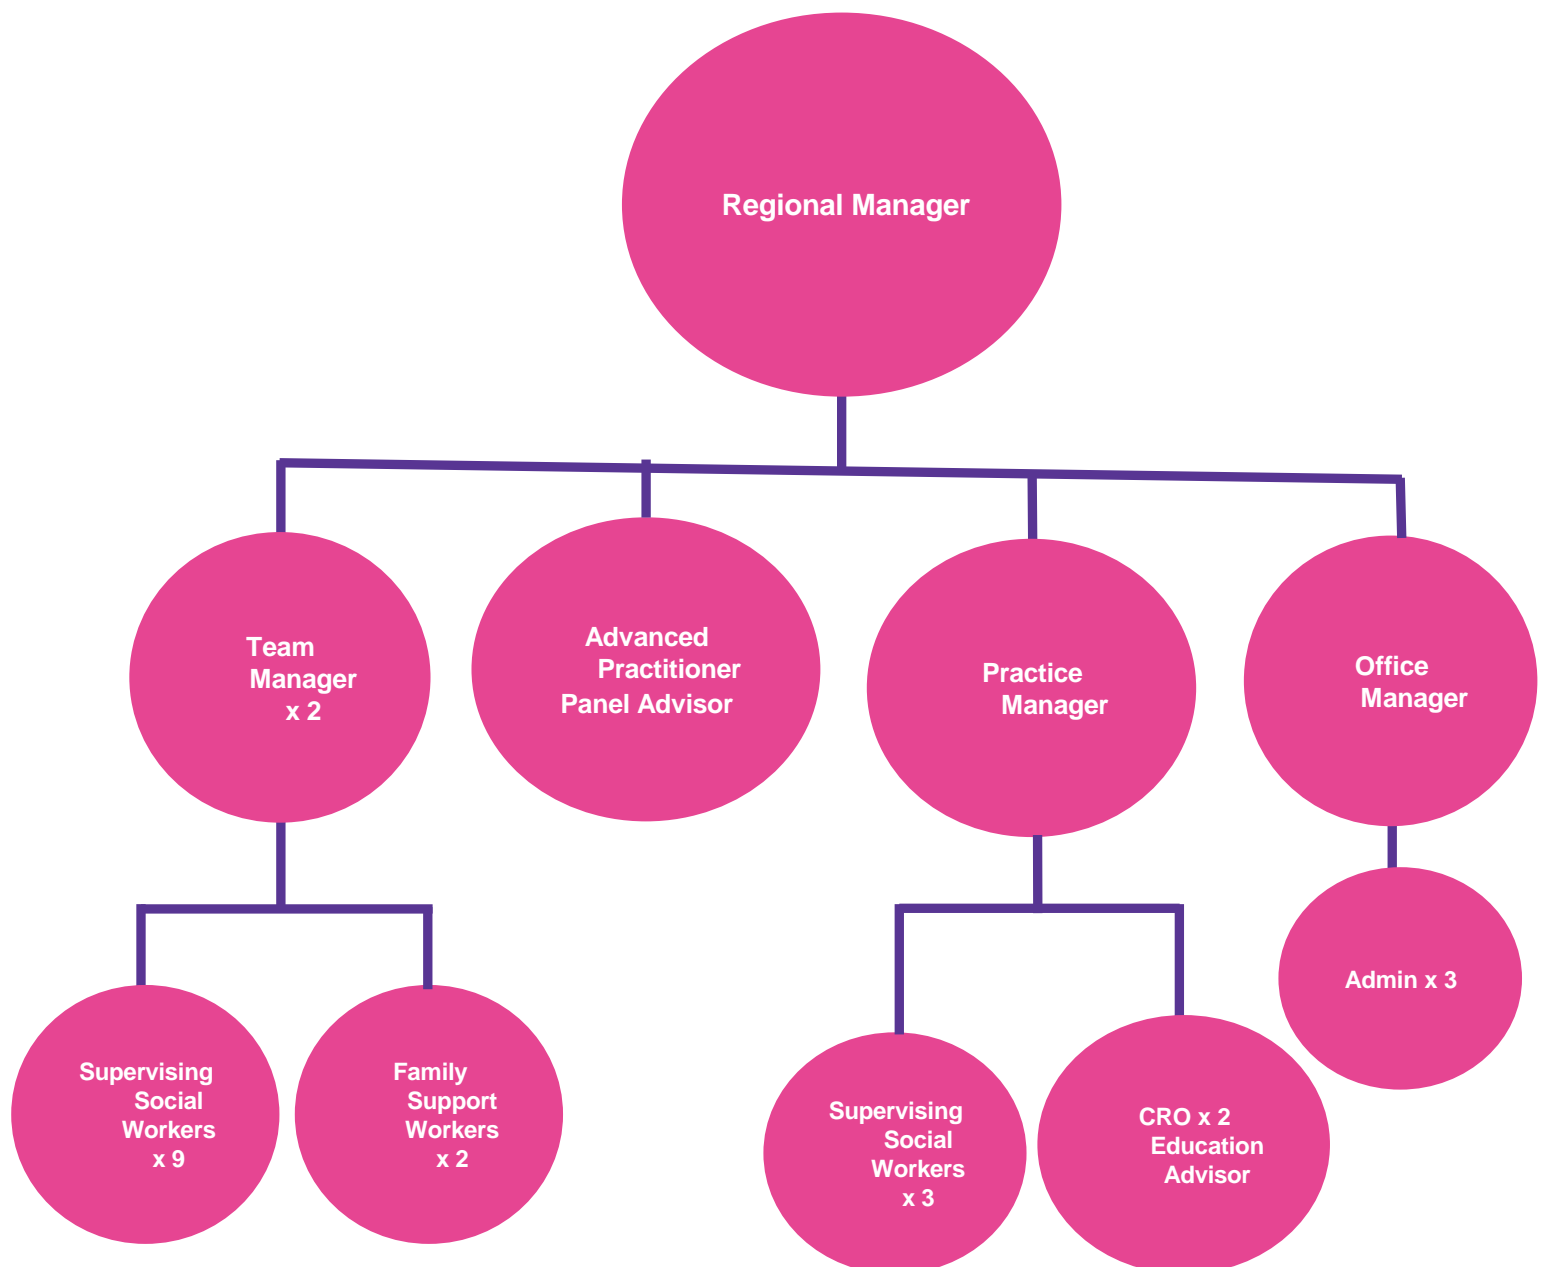 Regional Manager
Team
Manager
x 2
Advanced
Practitioner
Panel Advisor
Practice
Manager
Office
Manager
Supervising
Social
Workers
x 9
Family
Support
Workers
x 2
Supervising
Social
Workers
x 3
CRO x 2
Education
Advisor
Admin x 3